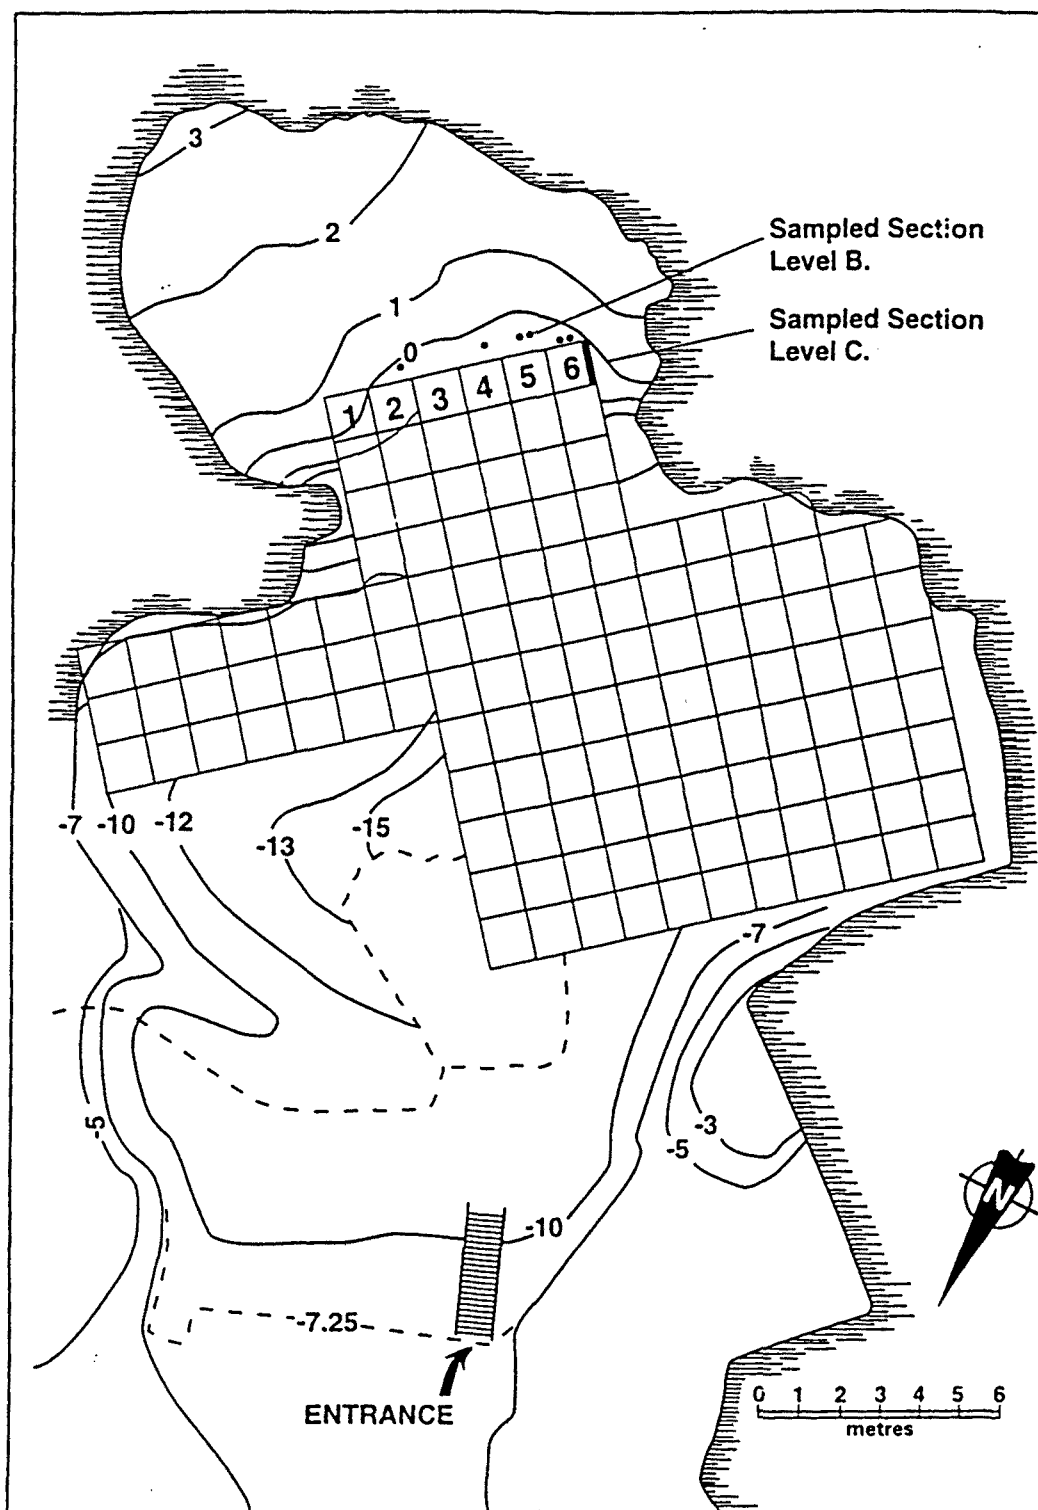 3
2
Sampled Section
Level B.
1
Sampled Section
Level C.
0
1 2 3 4 5 6
-7 -10 -12 -13 -15
-7
-5
-3
-5
N
-10
-7.25
ENTRANCE
0 1 2 3 4 5 6
metres